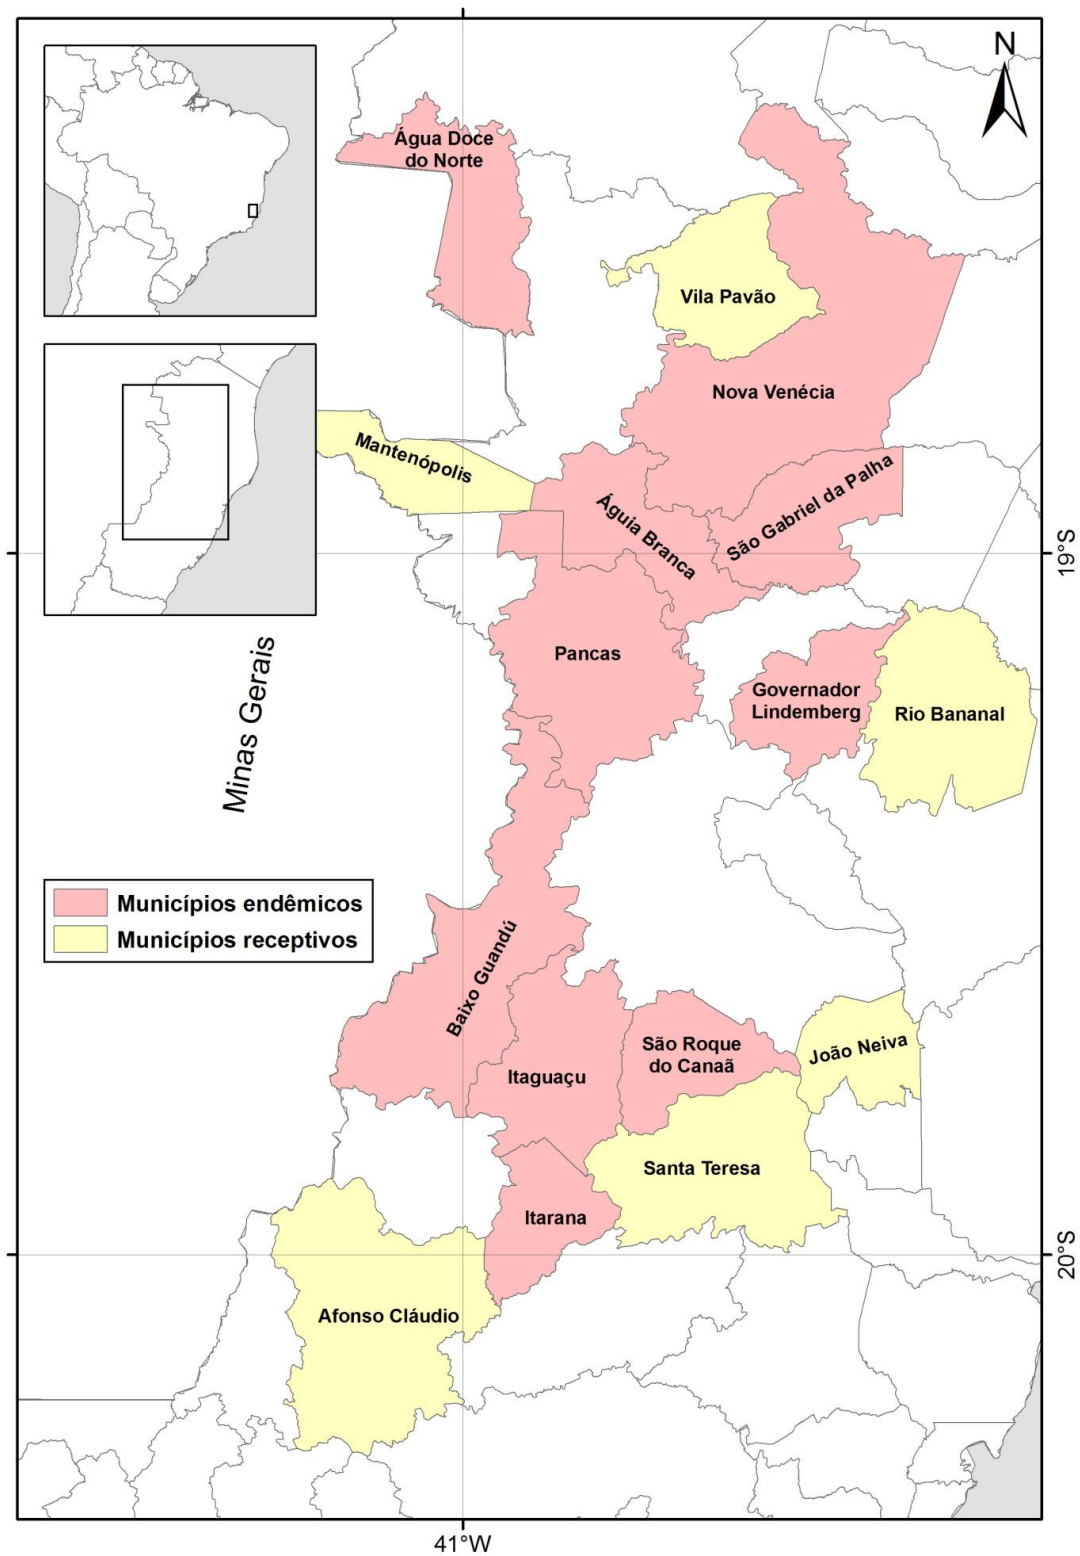 N
Água Doce
do Norte
Vila Pavão
Nova Venécia
Mantenópolis
Águia Branca
São Gabriel da Palha
19°S
Pancas
Governador
Lindemberg
Rio Bananal
Minas Gerais
Municípios endêmicos
Municípios receptivos
Baixo Guandú
São Roque
do Canaã
João Neiva
Itaguaçu
Santa Teresa
Itarana
20°S
Afonso Cláudio
41°W